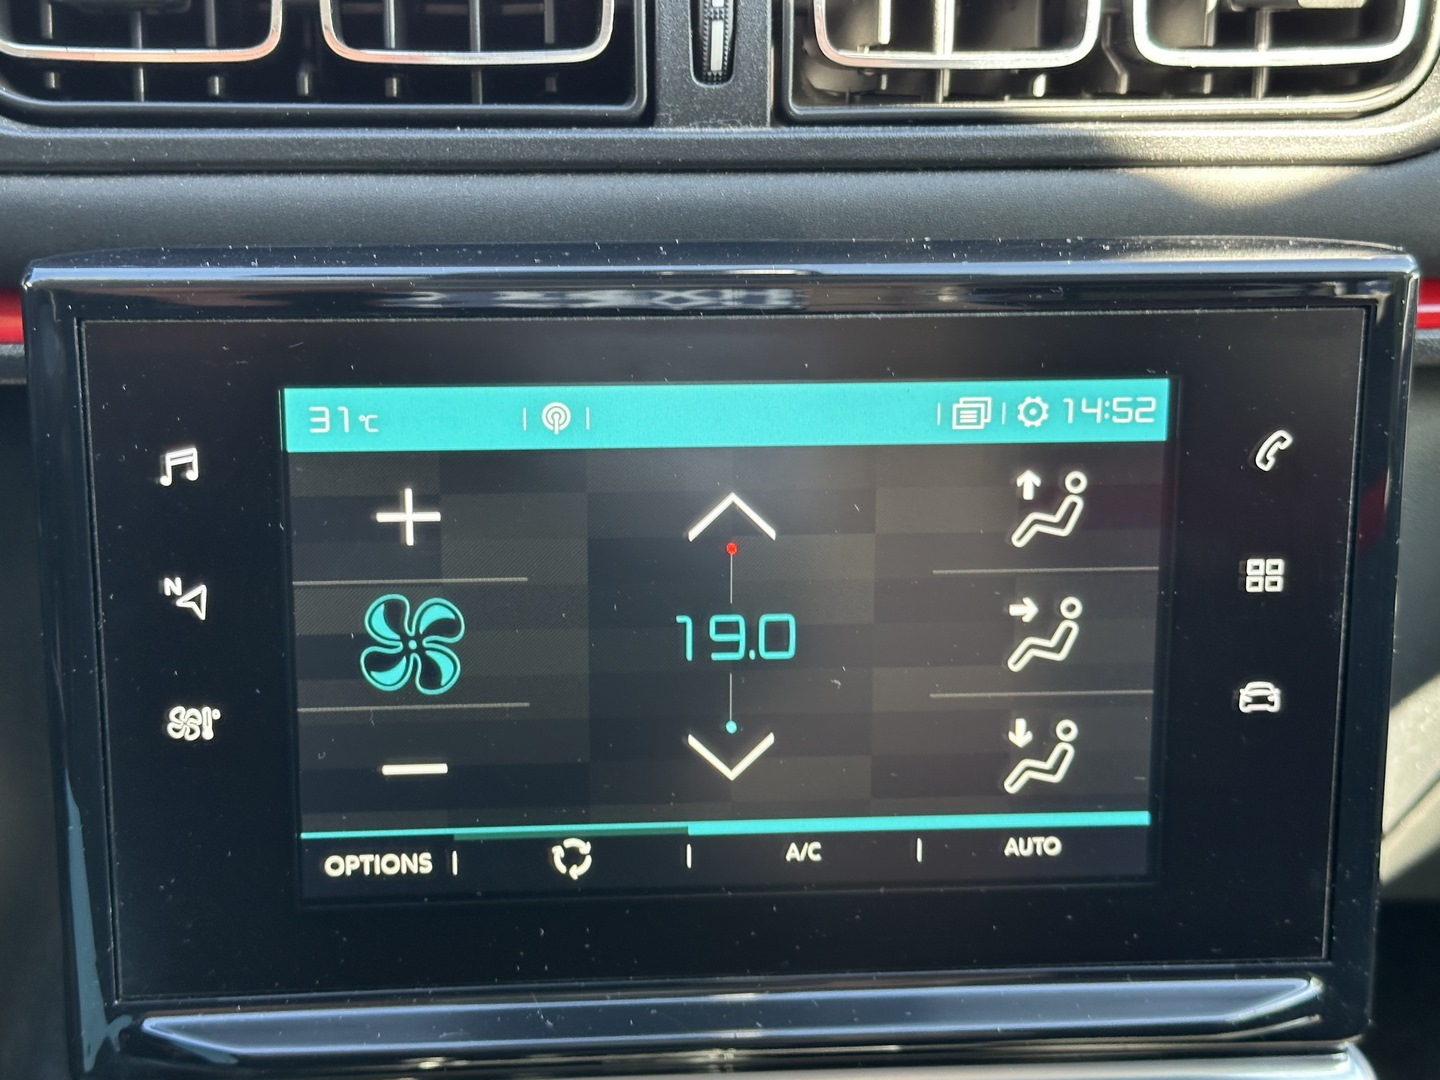 31°C 14:52
N
19.0
OPTIONS A/C AUTO